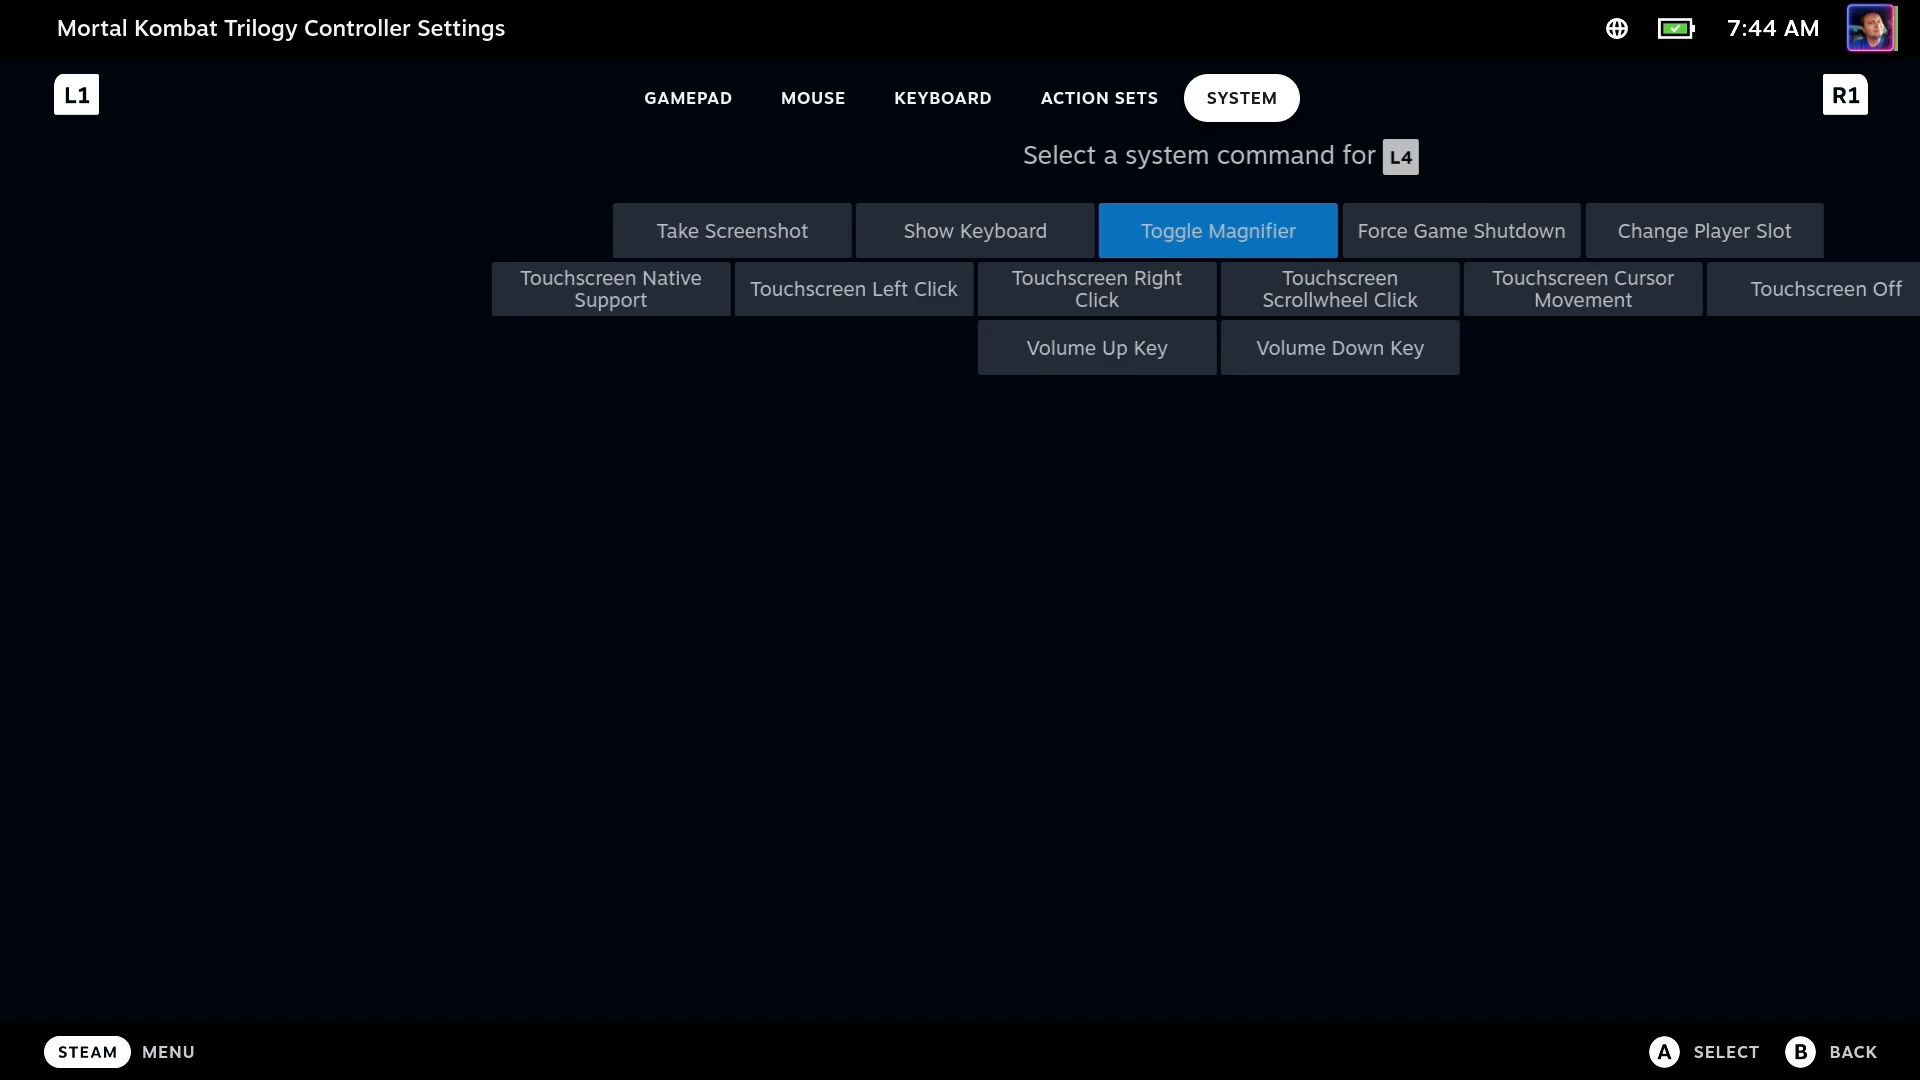 Mortal Kombat Trilogy Controller Settings
7:44 AM
L1
GAMEPAD MOUSE KEYBOARD ACTION SETS SYSTEM
R1
Select a system command for L4
Take Screenshot
Show Keyboard
Toggle Magnifier
Force Game Shutdown
Change Player Slot
Touchscreen Native
Support
Touchscreen Left Click
Touchscreen Right
Click
Touchscreen
Scrollwheel Click
Touchscreen Cursor
Movement
Touchscreen Off
Volume Up Key
Volume Down Key
STEAM MENU
A SELECT B BACK